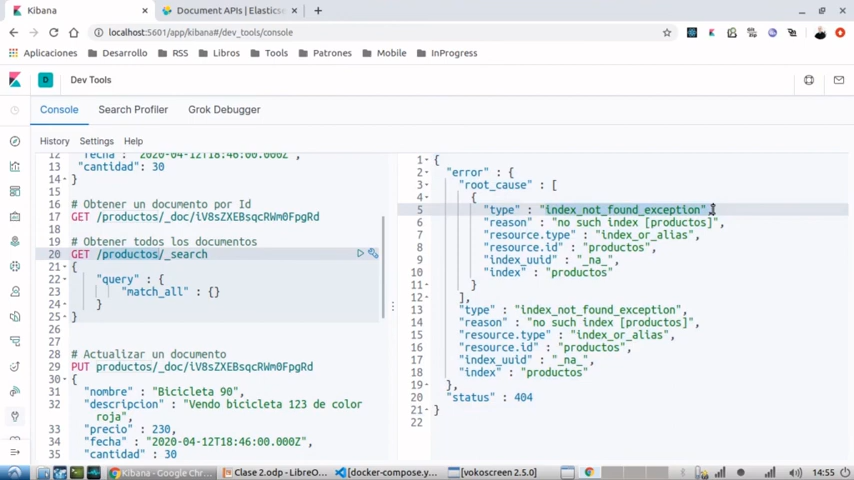 Kibana
Document APIs | Elasticse
localhost:5601/app/kibana#/dev_tools/console
Aplicaciones
Desarrollo
RSS
Libros
Tools
Patrones
Mobile
InProgress
D
Dev Tools
Console
Search Profiler
Grok Debugger
History
Settings
Help
12 "fecha" : "2020-04-12T18:46:00.000Z
13 "cantidad": 30
14 }
15
16 # Obtener un documento por Id
17 GET /productos/_doc/iV8sZXEBsqcRWm0FpgRd
18
19 # Obtener todos los documentos
20 GET /productos/_search
21 {
22 "query" : {
23 "match_all" : {}
24 }
25 }
26
27
28 # Actualizar un documento
29 PUT productos/_doc/iV8sZXEBsqcRWm0FpgRd
30 {
31 "nombre" : "Bicicleta 90",
32 "descripcion" : "Vendo bicicleta 123 de color
roja",
33 "precio" : 230,
34 "fecha" : "2020-04-12T18:46:00.000Z",
35 "cantidad" : 30
1 {
2 "error" : {
3 "root_cause" : [
4 {
5 "type" : "index_not_found_exception",
6 "reason" : "no such index [productos]",
7 "resource.type" : "index_or_alias",
8 "resource.id" : "productos",
9 "index_uuid" : "_na_",
10 "index" : "productos"
11 }
12 ],
13 "type" : "index_not_found_exception",
14 "reason" : "no such index [productos]",
15 "resource.type" : "index_or_alias",
16 "resource.id" : "productos",
17 "index_uuid" : "_na_",
18 "index" : "productos"
19 },
20 "status" : 404
21 }
22
Kibana - Google Chr...
Clase 2.odp - LibreO...
[docker-compose.y...
[vokoscreen 2.5.0]
14:55